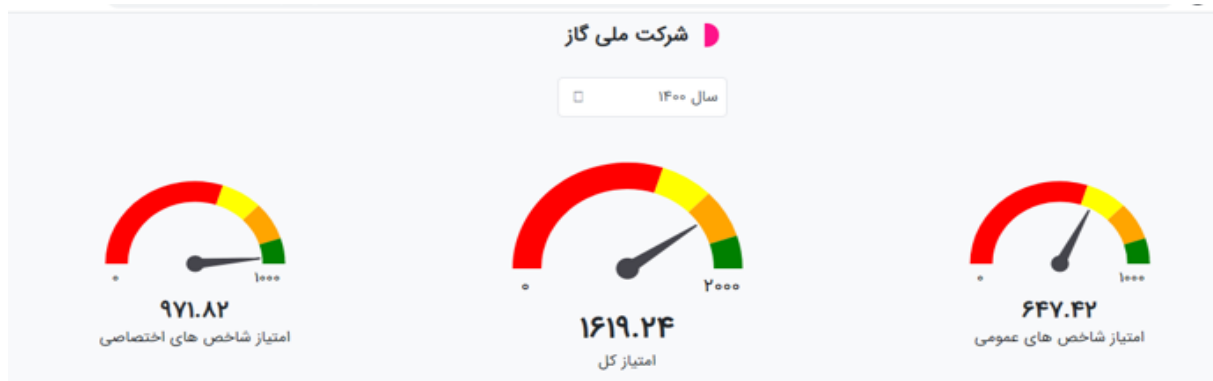 شرکت ملی گاز
سال ۱۴۰۰
۰
۱۰۰۰
۶۴۷.۴۲
امتیاز شاخص های عمومی
۰
۲۰۰۰
۱۶۱۹.۲۴
امتیاز کل
۰
۱۰۰۰
۹۷۱.۸۲
امتیاز شاخص های اختصاصی